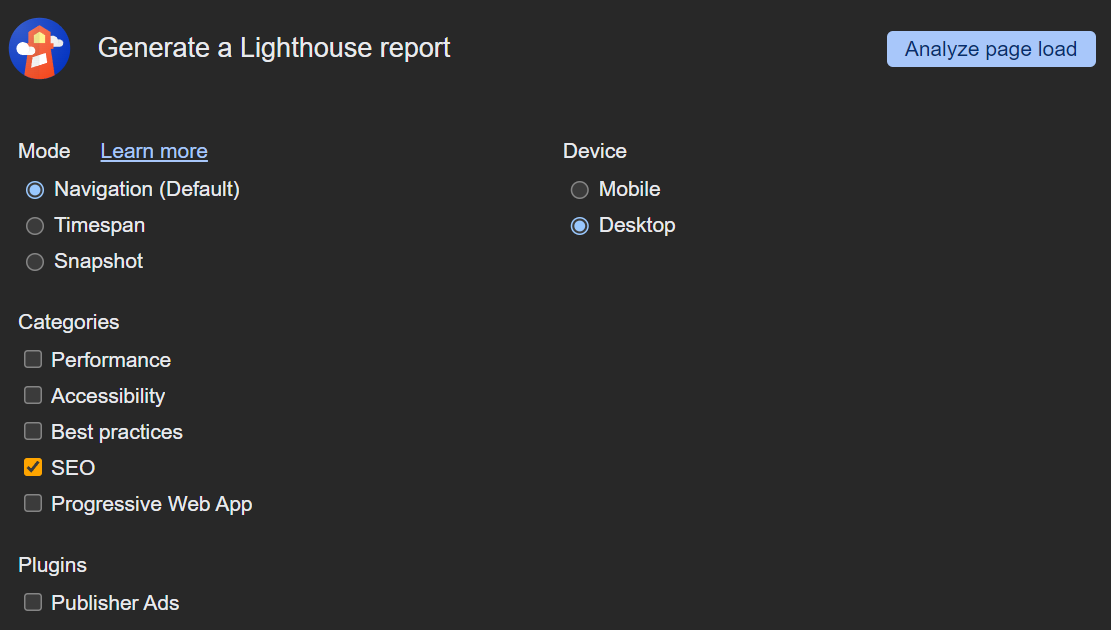 Generate a Lighthouse report
Analyze page load
Mode Learn more
Navigation (Default)
Timespan
Snapshot
Device
Mobile
Desktop
Categories
Performance
Accessibility
Best practices
SEO
Progressive Web App
Plugins
Publisher Ads